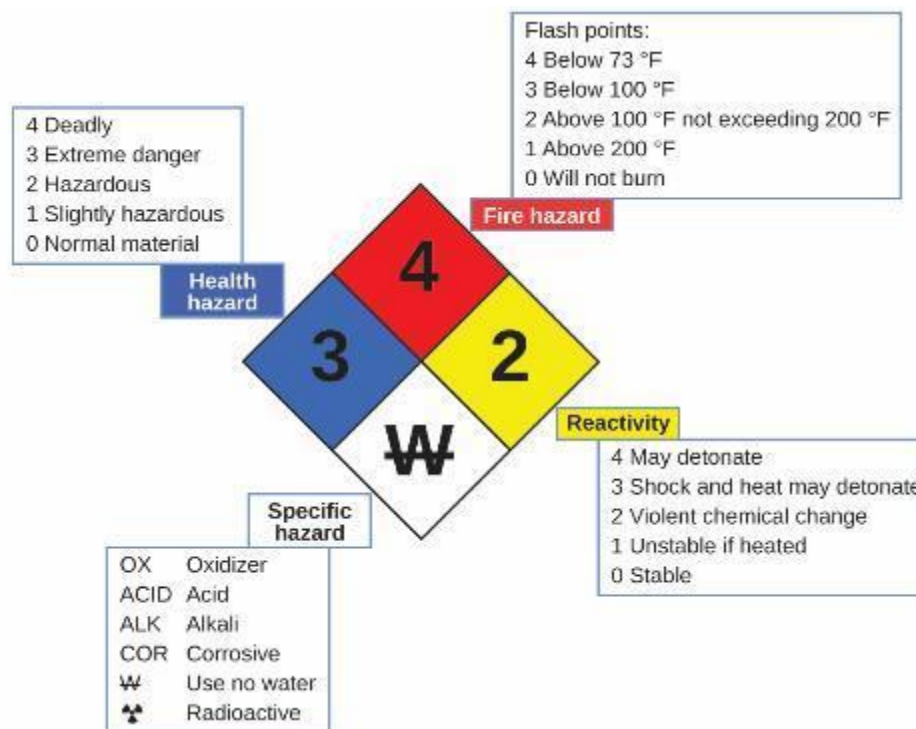 Flash points:
4 Below 73 °F
3 Below 100 °F
2 Above 100 °F not exceeding 200 °F
1 Above 200 °F
0 Will not burn
Fire hazard
4 Deadly
3 Extreme danger
2 Hazardous
1 Slightly hazardous
0 Normal material
Health
hazard
4
3
2
W
Reactivity
4 May detonate
3 Shock and heat may detonate
2 Violent chemical change
1 Unstable if heated
0 Stable
Specific
hazard
OX Oxidizer
ACID Acid
ALK Alkali
COR Corrosive
W Use no water
☢ Radioactive